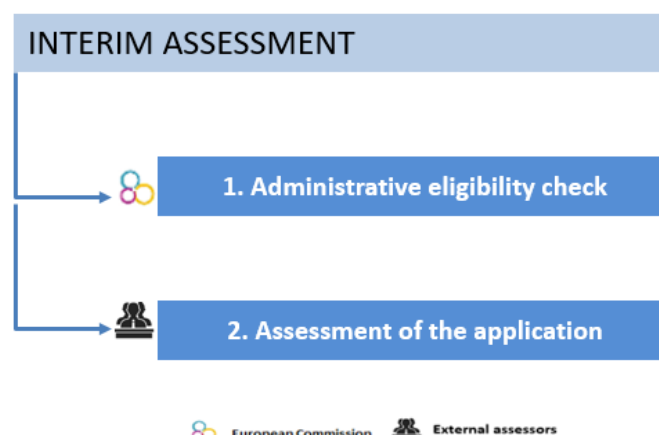 INTERIM ASSESSMENT
1. Administrative eligibility check
2. Assessment of the application
European Commission
External assessors